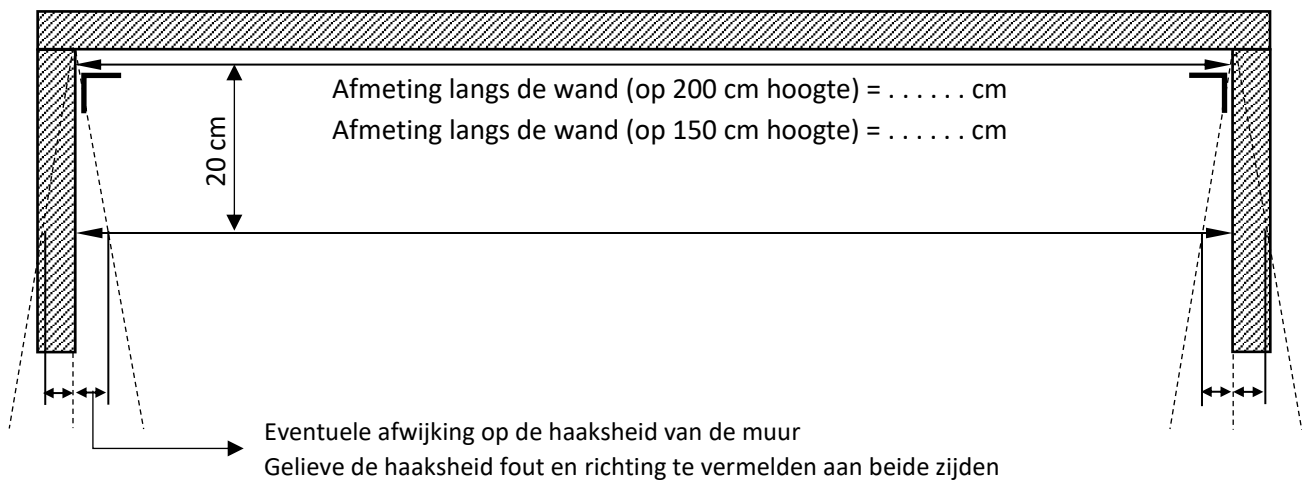 Afmeting langs de wand (op 200 cm hoogte) = . . . . . . cm
Afmeting langs de wand (op 150 cm hoogte) = . . . . . . cm
20 cm
Eventuele afwijking op de haaksheid van de muur
Gelieve de haaksheid fout en richting te vermelden aan beide zijden